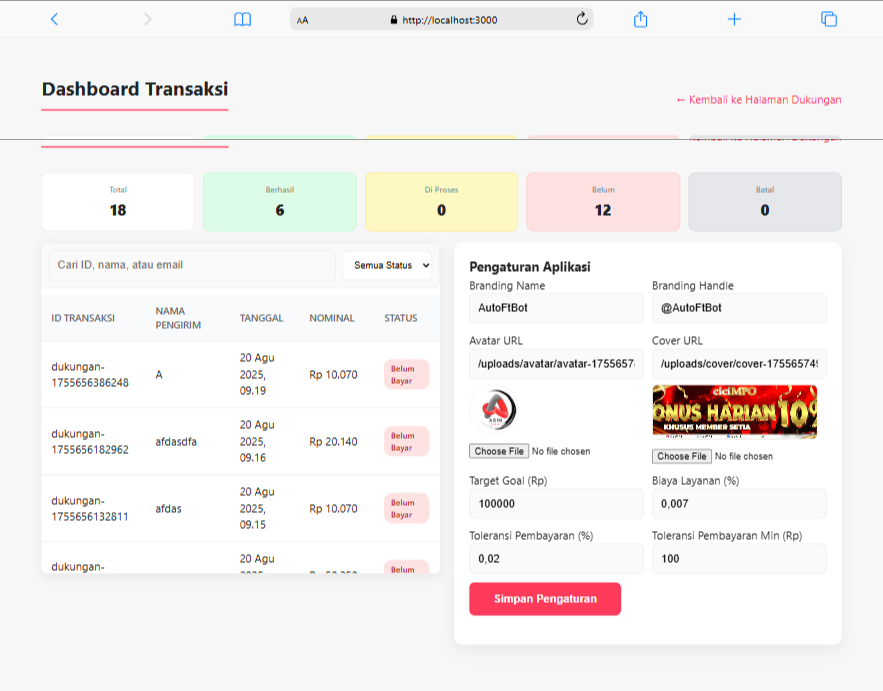 AA
http://localhost:3000
Dashboard Transaksi
← Kembali ke Halaman Dukungan
Total
18
Berhasil
6
Di Proses
0
Belum
12
Batal
0
Cari ID, nama, atau email
Semua Status
ID TRANSAKSI
NAMA
PENGIRIM
TANGGAL
NOMINAL
STATUS
dukungan-
1755656386248
A
20 Agu
2025,
09.19
Rp 10.070
Belum
Bayar
dukungan-
1755656182962
afdasdfa
20 Agu
2025,
09.16
Rp 20.140
Belum
Bayar
dukungan-
1755656132811
afdas
20 Agu
2025,
09.15
Rp 10.070
Belum
Bayar
dukungan-
20 Agu
Belum
Pengaturan Aplikasi
Branding Name
AutoFtBot
Branding Handle
@AutoFtBot
Avatar URL
/uploads/avatar/avatar-1755657
Cover URL
/uploads/cover/cover-175565749
ciciMPO
ONUS HARIAN 10%
KHUSUS MEMBER SETIA
Choose File No file chosen
Choose File No file chosen
Target Goal (Rp)
100000
Biaya Layanan (%)
0,007
Toleransi Pembayaran (%)
0,02
Toleransi Pembayaran Min (Rp)
100
Simpan Pengaturan